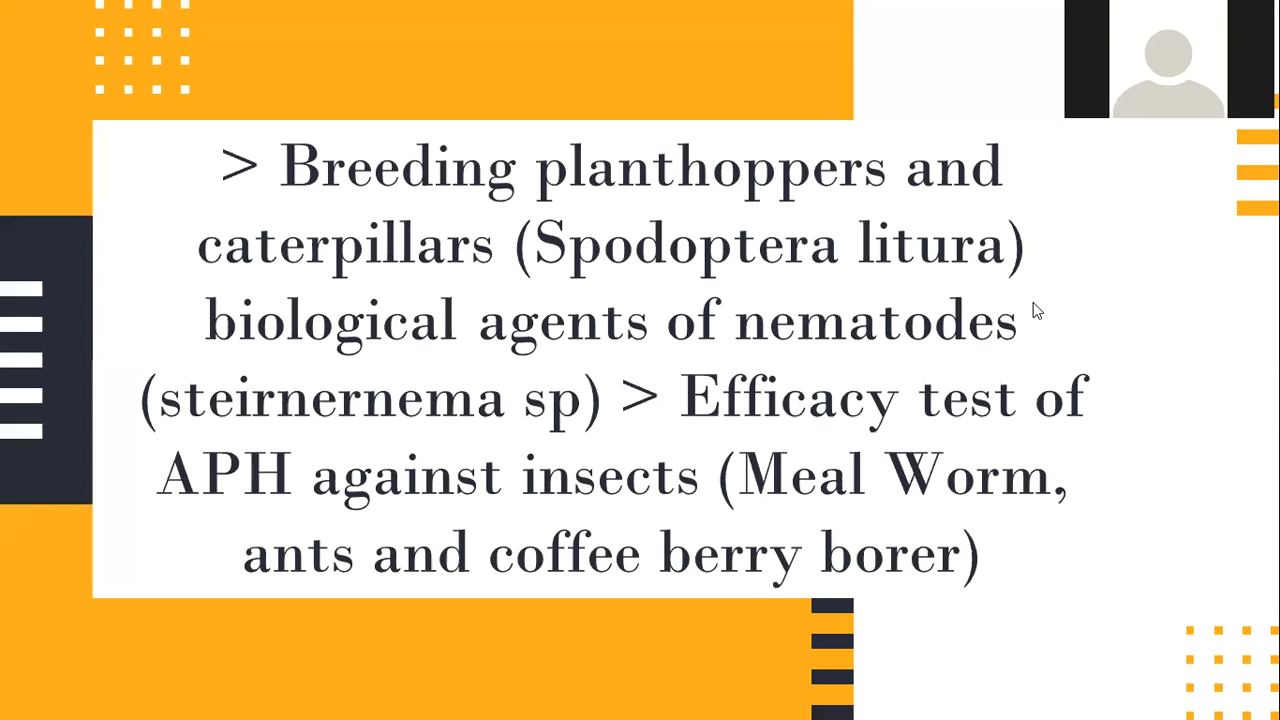 > Breeding planthoppers and
caterpillars (Spodoptera litura)
biological agents of nematodes
(steirnernema sp) > Efficacy test of
APH against insects (Meal Worm,
ants and coffee berry borer)